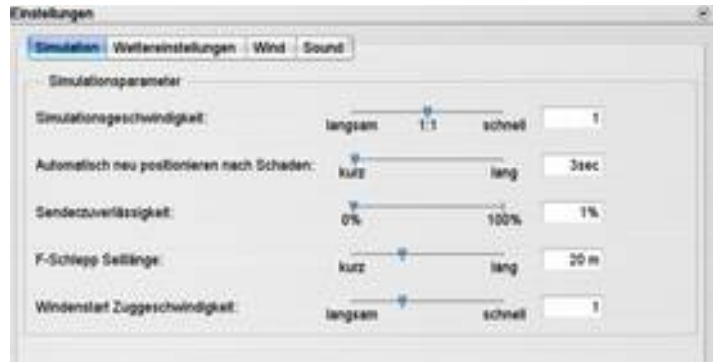 Einstellungen
Simulation Wettereinstellungen Wind Sound
Simulationsparameter
Simulationsgeschwindigkeit: langsam 1:1 schnell 1
Automatisch neu positionieren nach Schaden: kurz lang 3sec
Senderzuverlässigkeit: 0% 100% 1%
F-Schlepp Seillänge: kurz lang 20 m
Windenstart Zuggeschwindigkeit: langsam schnell 1